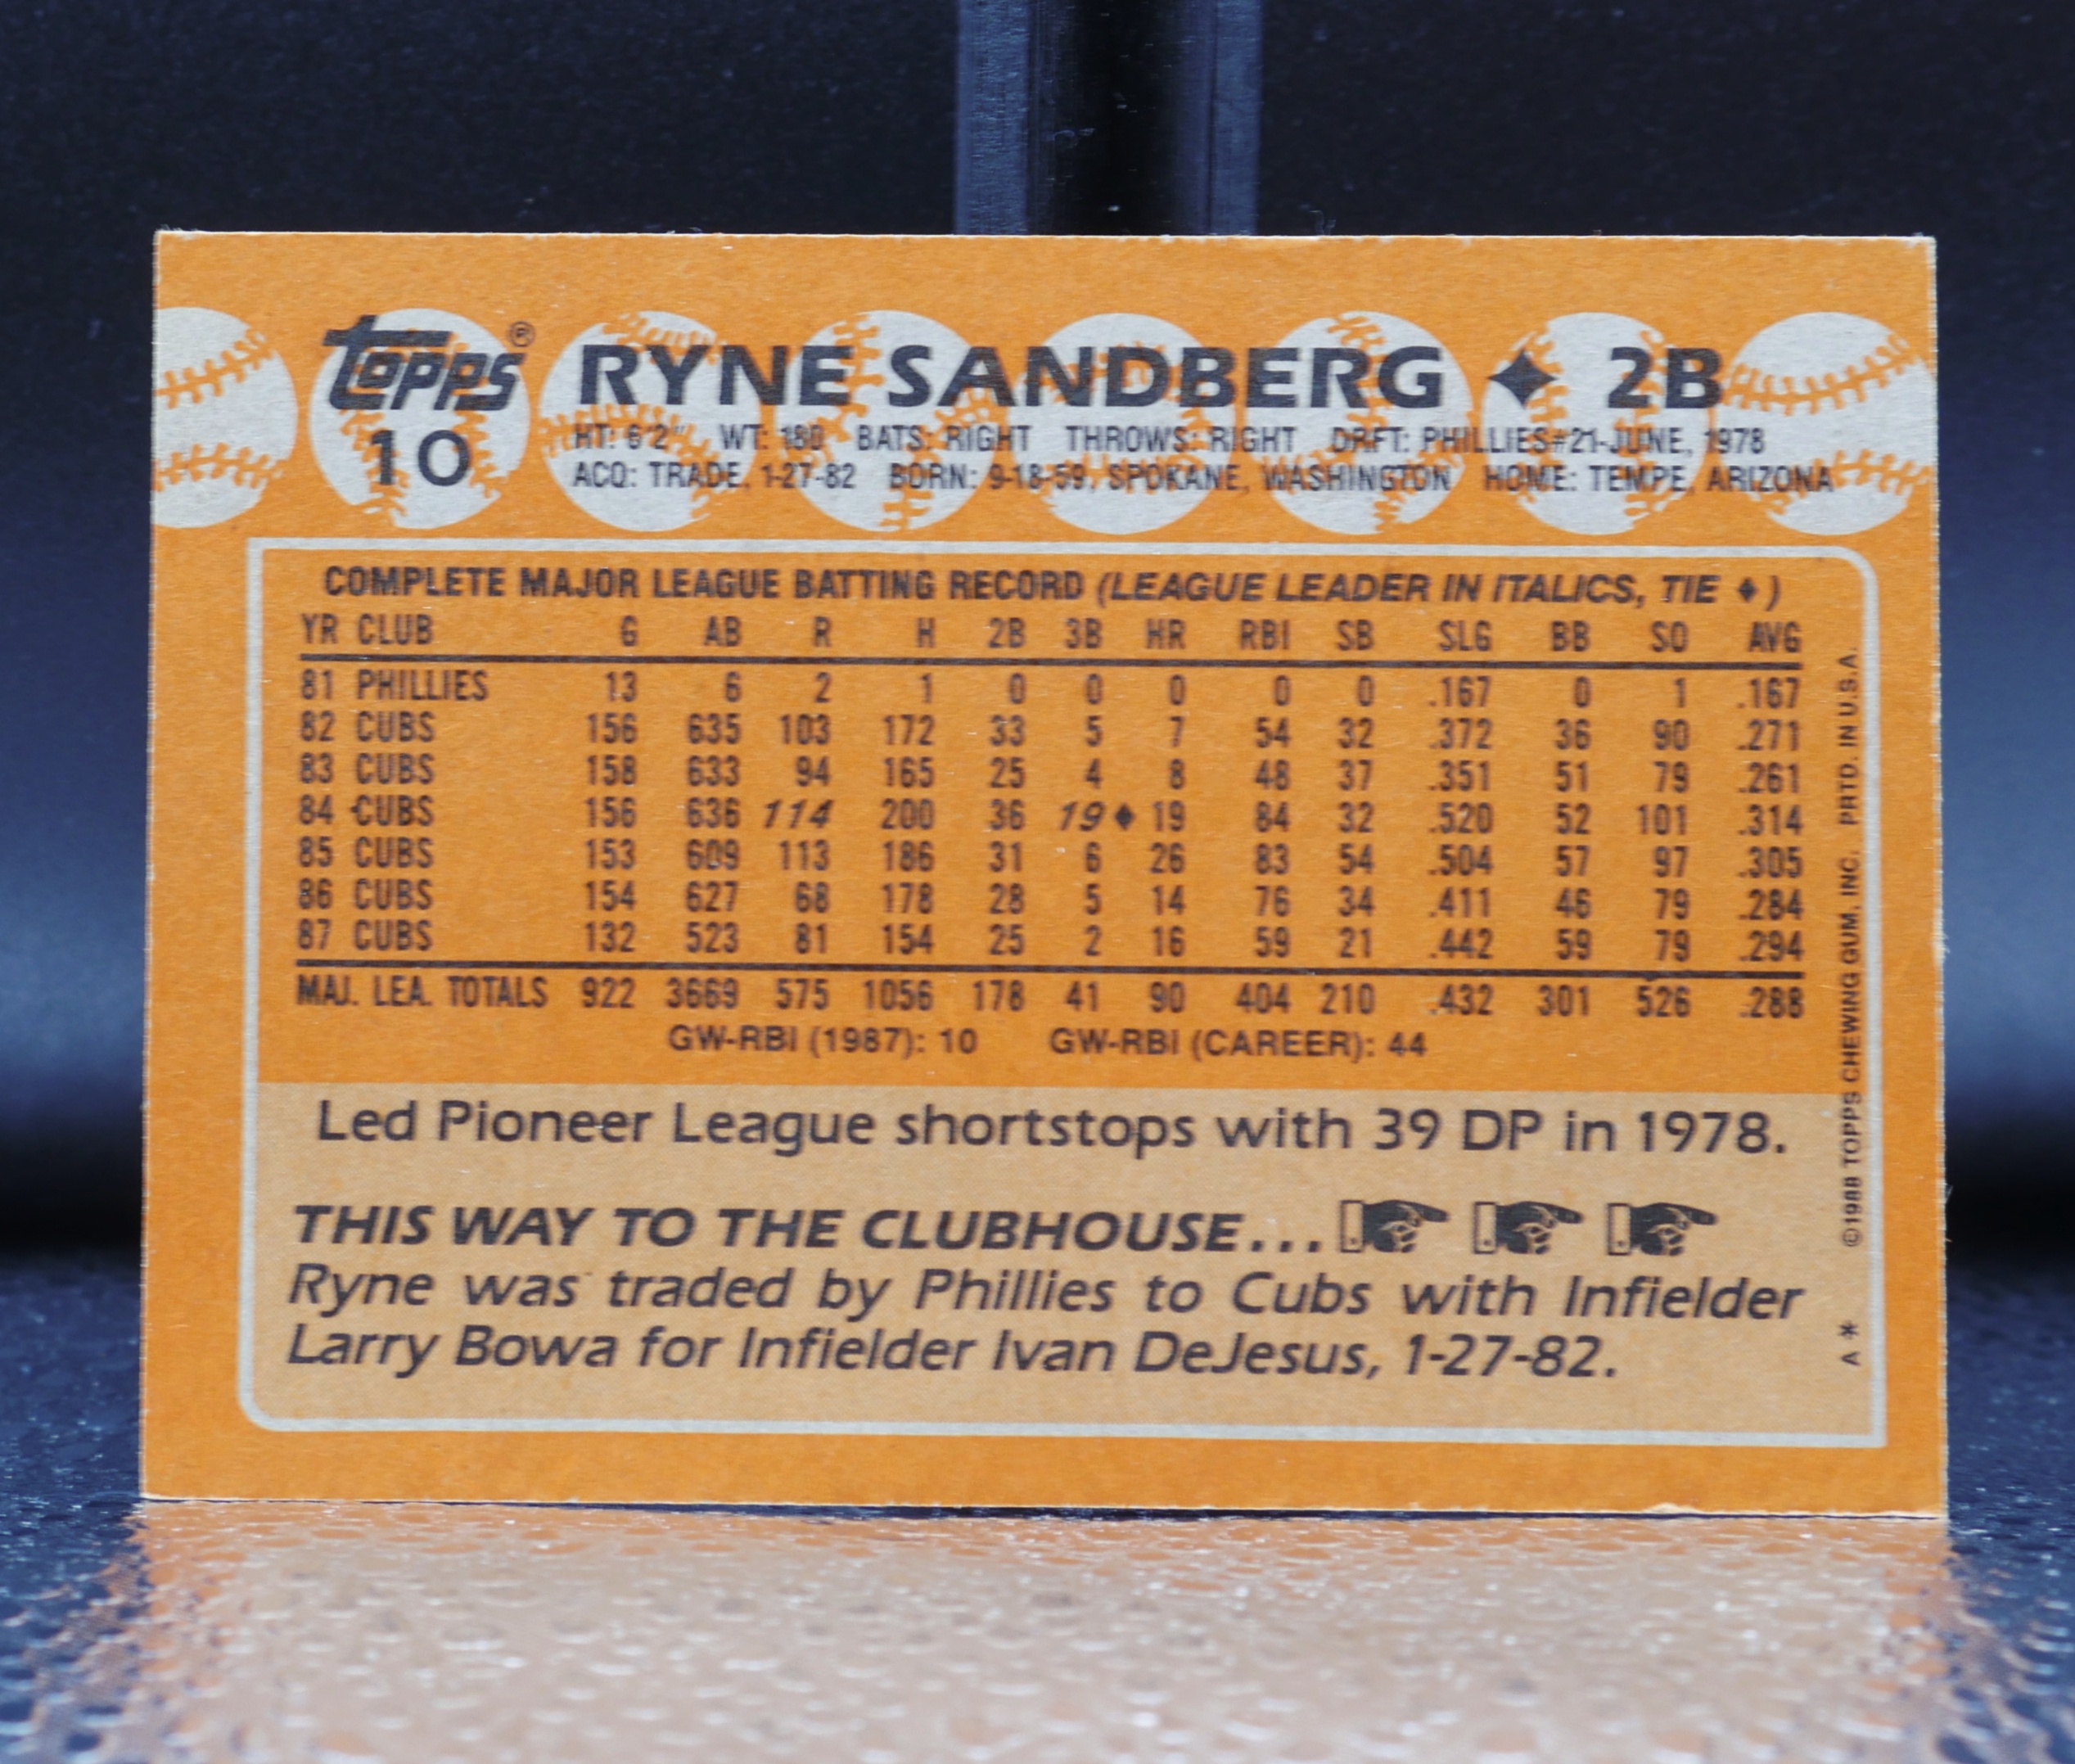 topps® RYNE SANDBERG ✦ 2B
10
HT: 6'2" WT: 180 BATS: RIGHT THROWS: RIGHT DRFT: PHILLIES#21-JUNE, 1978
ACQ: TRADE, 1-27-82 BORN: 9-18-59, SPOKANE, WASHINGTON HOME: TEMPE, ARIZONA
COMPLETE MAJOR LEAGUE BATTING RECORD (LEAGUE LEADER IN ITALICS, TIE ♦)
YR CLUB G AB R H 2B 3B HR RBI SB SLG BB SO AVG
81 PHILLIES 13 6 2 1 0 0 0 0 0 .167 0 1 .167
82 CUBS 156 635 103 172 33 5 7 54 32 .372 36 90 .271
83 CUBS 158 633 94 165 25 4 8 48 37 .351 51 79 .261
84 CUBS 156 636 114 200 36 19♦ 19 84 32 .520 52 101 .314
85 CUBS 153 609 113 186 31 6 26 83 54 .504 57 97 .305
86 CUBS 154 627 68 178 28 5 14 76 34 .411 46 79 .284
87 CUBS 132 523 81 154 25 2 16 59 21 .442 59 79 .294
MAJ. LEA. TOTALS 922 3669 575 1056 178 41 90 404 210 .432 301 526 .288
GW-RBI (1987): 10 GW-RBI (CAREER): 44
Led Pioneer League shortstops with 39 DP in 1978.
THIS WAY TO THE CLUBHOUSE...
Ryne was traded by Phillies to Cubs with Infielder
Larry Bowa for Infielder Ivan DeJesus, 1-27-82.
A* ©1988 TOPPS CHEWING GUM, INC. PRTD. IN U.S.A.